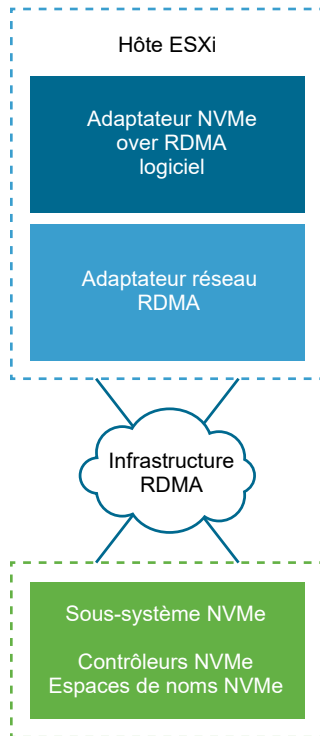 Hôte ESXi
Adaptateur NVMe
over RDMA
logiciel
Adaptateur réseau
RDMA
Infrastructure
RDMA
Sous-système NVMe
Contrôleurs NVMe
Espaces de noms NVMe